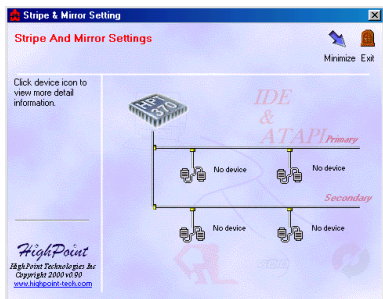 Stripe & Mirror Setting
Stripe And Mirror Settings
Minimize Exit
Click device icon to
view more detail
information.
HPT
370
IDE
&
ATAPI
Primary
No device
No device
Secondary
No device
No device
HighPoint
HighPoint Technologies Inc
Copyright 2000 v0.90
www.highpoint-tech.com